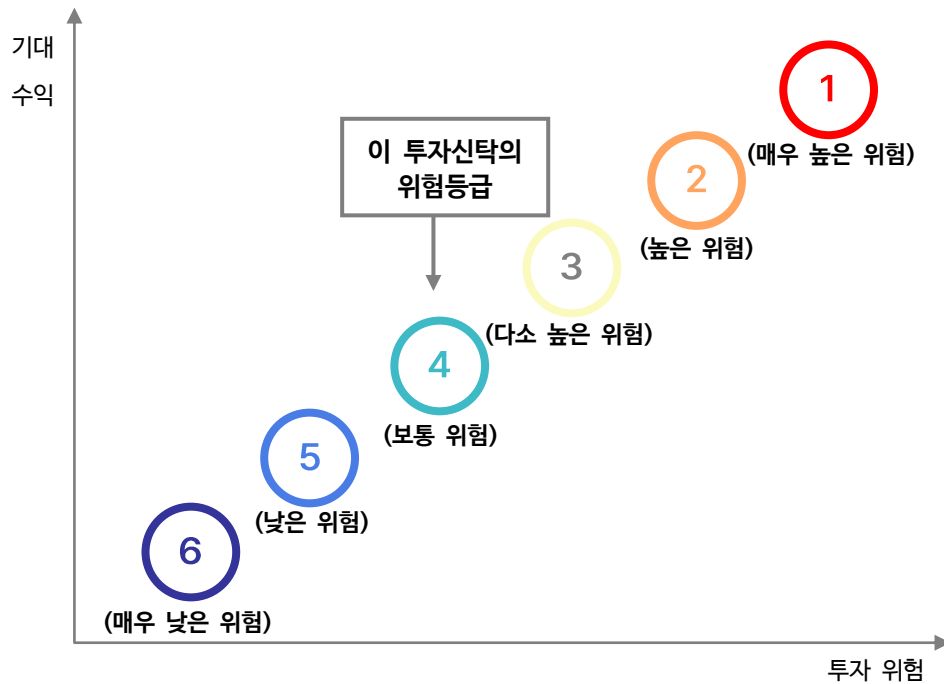 기대
수익
1
(매우 높은 위험)
이 투자신탁의
위험등급
2
(높은 위험)
3
(다소 높은 위험)
4
(보통 위험)
5
(낮은 위험)
6
(매우 낮은 위험)
투자 위험